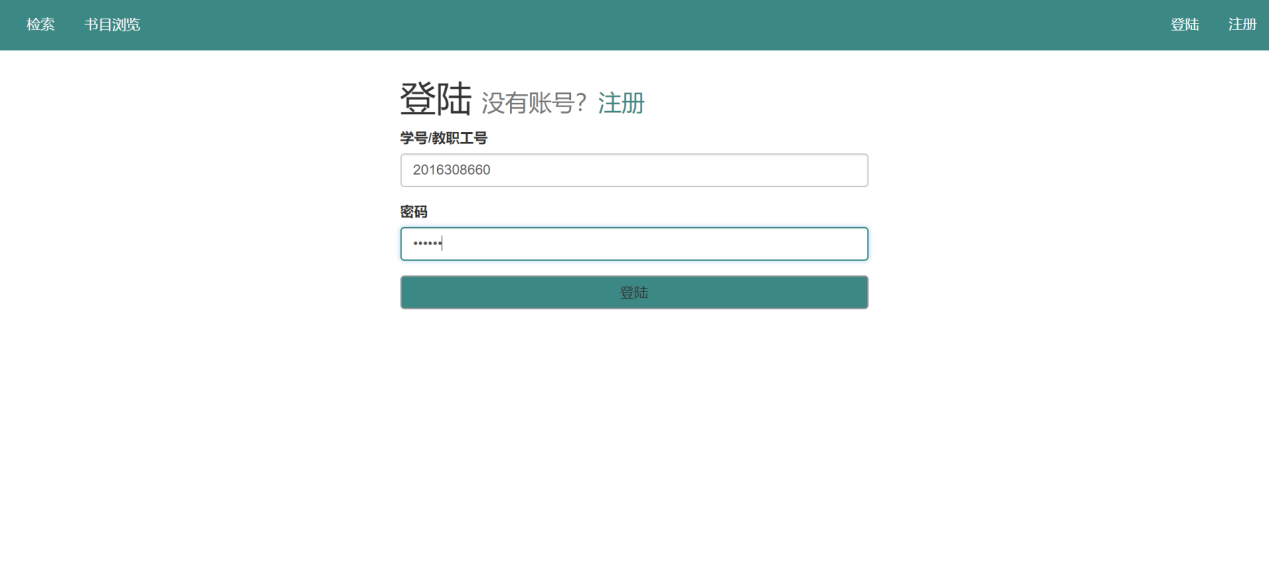 检索 书目浏览 登陆 注册
登陆 没有账号？注册
学号/教职工号
2016308660
密码
••••••
登陆